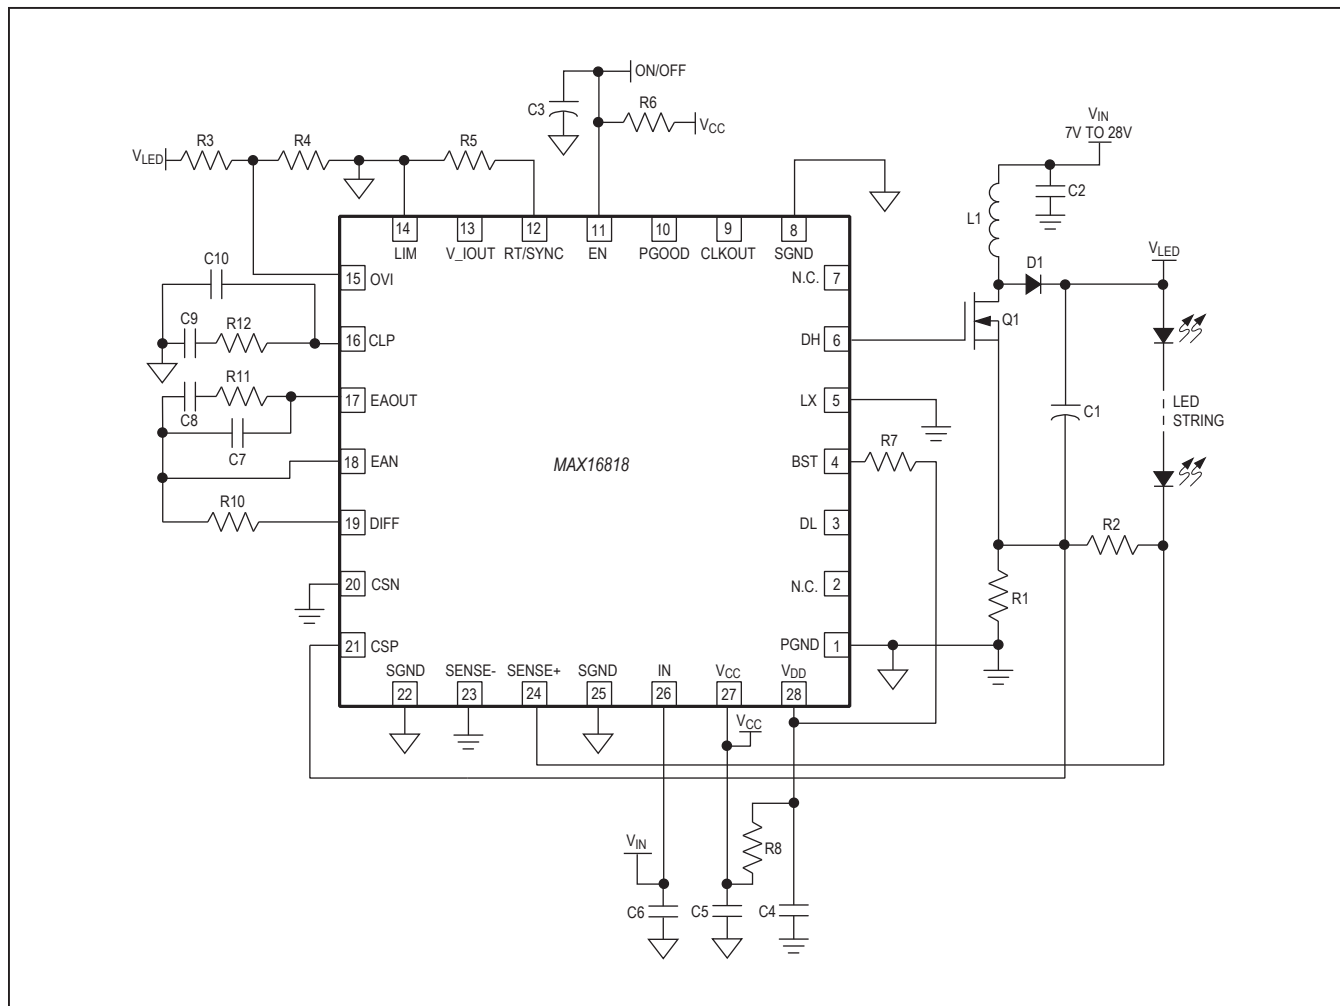 ON/OFF
C3
R6
VCC
VIN
7V TO 28V
R3
R4
R5
VLED
C2
L1
14
13
12
11
10
9
8
LIM
V_IOUT
RT/SYNC
EN
PGOOD
CLKOUT
SGND
VLED
C10
15 OVI
N.C. 7
D1
C9
R12
16 CLP
DH 6
Q1
R11
C8
17 EAOUT
LX 5
C1
LED
STRING
C7
18 EAN
MAX16818
BST 4
R7
R10
19 DIFF
DL 3
R2
20 CSN
N.C. 2
R1
21 CSP
PGND 1
SGND
SENSE-
SENSE+
SGND
IN
VCC
VDD
22
23
24
25
26
27
28
VCC
VIN
R8
C6
C5
C4